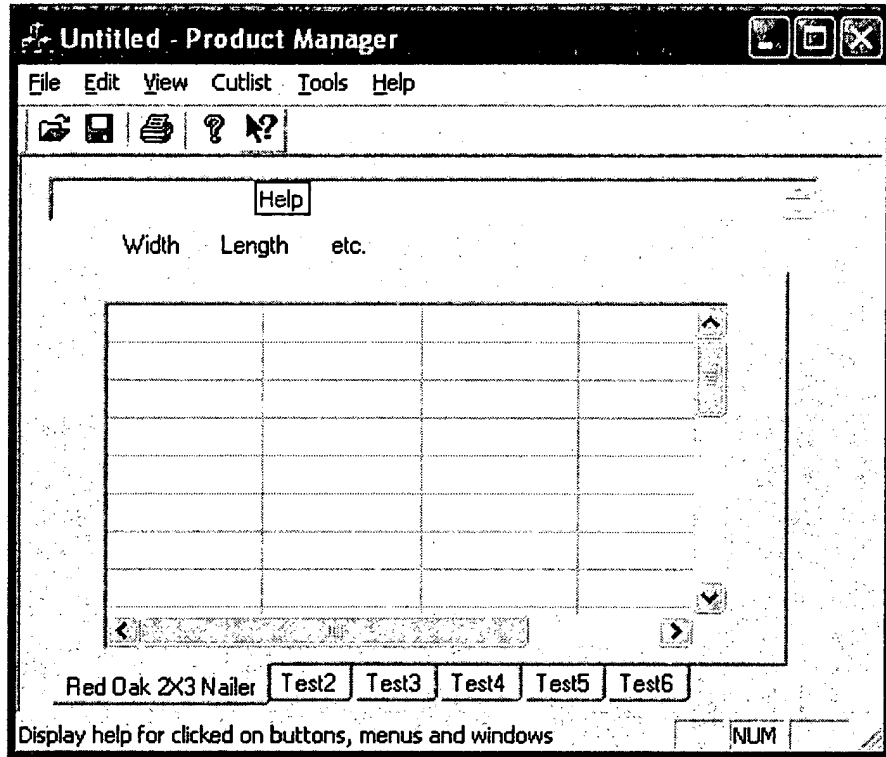 Untitled - Product Manager
File Edit View Cutlist Tools Help
Help
Width Length etc.
Red Oak 2X3 Nailer Test2 Test3 Test4 Test5 Test6
Display help for clicked on buttons, menus and windows NUM